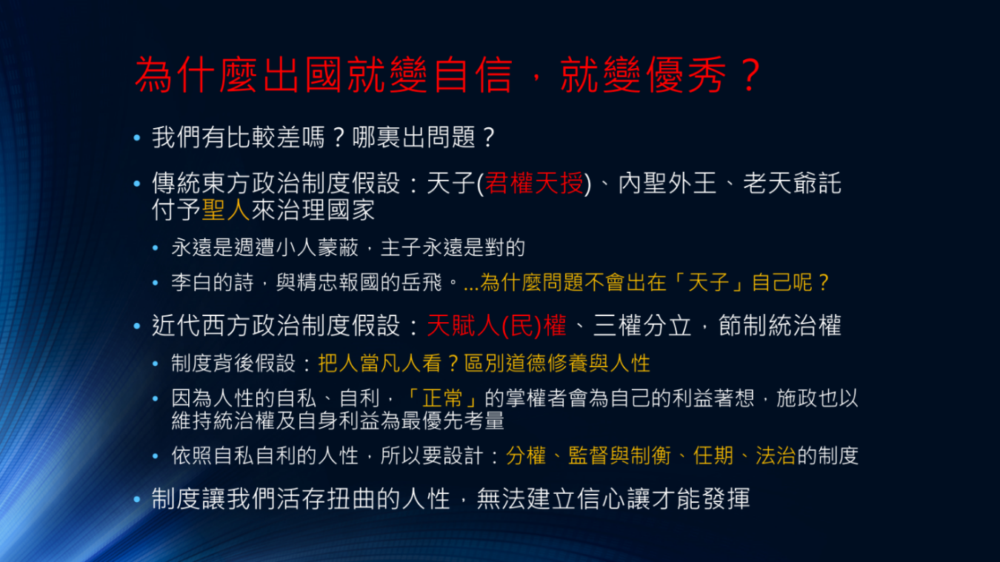 為什麼出國就變自信，就變優秀？
• 我們有比較差嗎？哪裏出問題？
• 傳統東方政治制度假設：天子(君權天授)、內聖外王、老天爺託
付予聖人來治理國家
• 永遠是週遭小人蒙蔽，主子永遠是對的
• 李白的詩，與精忠報國的岳飛。…為什麼問題不會出在「天子」自己呢？
• 近代西方政治制度假設：天賦人(民)權、三權分立，節制統治權
• 制度背後假設：把人當凡人看？區別道德修養與人性
• 因為人性的自私、自利，「正常」的掌權者會為自己的利益著想，施政也以
維持統治權及自身利益為最優先考量
• 依照自私自利的人性，所以要設計：分權、監督與制衡、任期、法治的制度
• 制度讓我們活存扭曲的人性，無法建立信心讓才能發揮